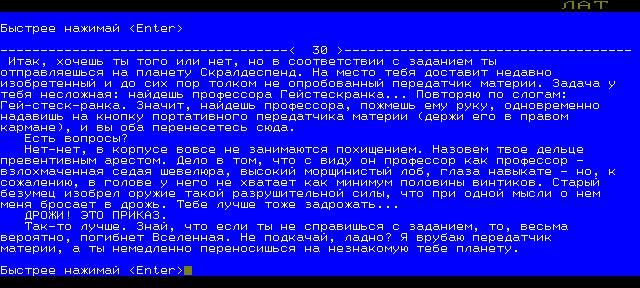 ЛАТ
Быстрее нажимай <Enter>
-------------------------------------< 30 >-------------------------------------
Итак, хочешь ты того или нет, но в соответствии с заданием ты
отправляешься на планету Скралдеспенд. На место тебя доставит недавно
изобретенный и до сих пор толком не опробованный передатчик материи. Задача у
тебя несложная: найдешь профессора Гейстескранка... Повторяю по слогам:
Гей-стеск-ранка. Значит, найдешь профессора, пожмешь ему руку, одновременно
надавишь на кнопку портативного передатчика материи (держи его в правом
кармане), и вы оба перенесетесь сюда.
Есть вопросы?
Нет-нет, в корпусе вовсе не занимаются похищением. Назовем твое дельце
превентивным арестом. Дело в том, что с виду он профессор как профессор -
взлохмаченная седая шевелюра, высокий морщинистый лоб, глаза навыкате - но, к
сожалению, в голове у него не хватает как минимум половины винтиков. Старый
безумец изобрел оружие такой разрушительной силы, что при одной мысли о нем
меня бросает в дрожь. Тебе лучше тоже задрожать...
ДРОЖИ! ЭТО ПРИКАЗ.
Так-то лучше. Знай, что если ты не справишься с заданием, то, весьма
вероятно, погибнет Вселенная. Не подкачай, ладно? Я врубаю передатчик
материи, а ты немедленно переносишься на незнакомую тебе планету.
Быстрее нажимай <Enter>